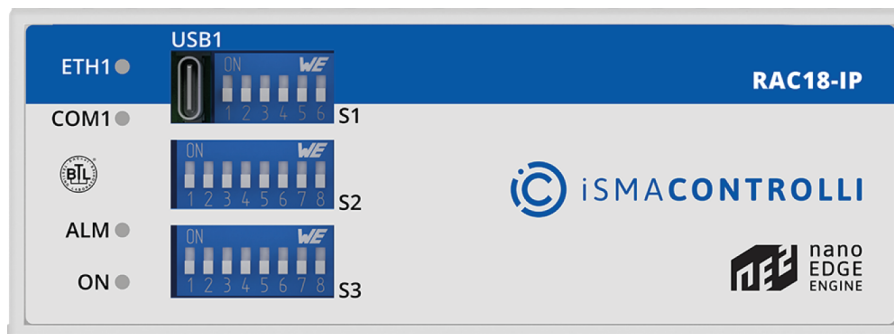 USB1
ETH1
ON WE
1 2 3 4 5 6 S1
RAC18-IP
COM1
ON WE
1 2 3 4 5 6 7 8 S2
BTL
iSMACONTROLLI
ALM
ON WE
1 2 3 4 5 6 7 8 S3
ON
nano
EDGE
ENGINE